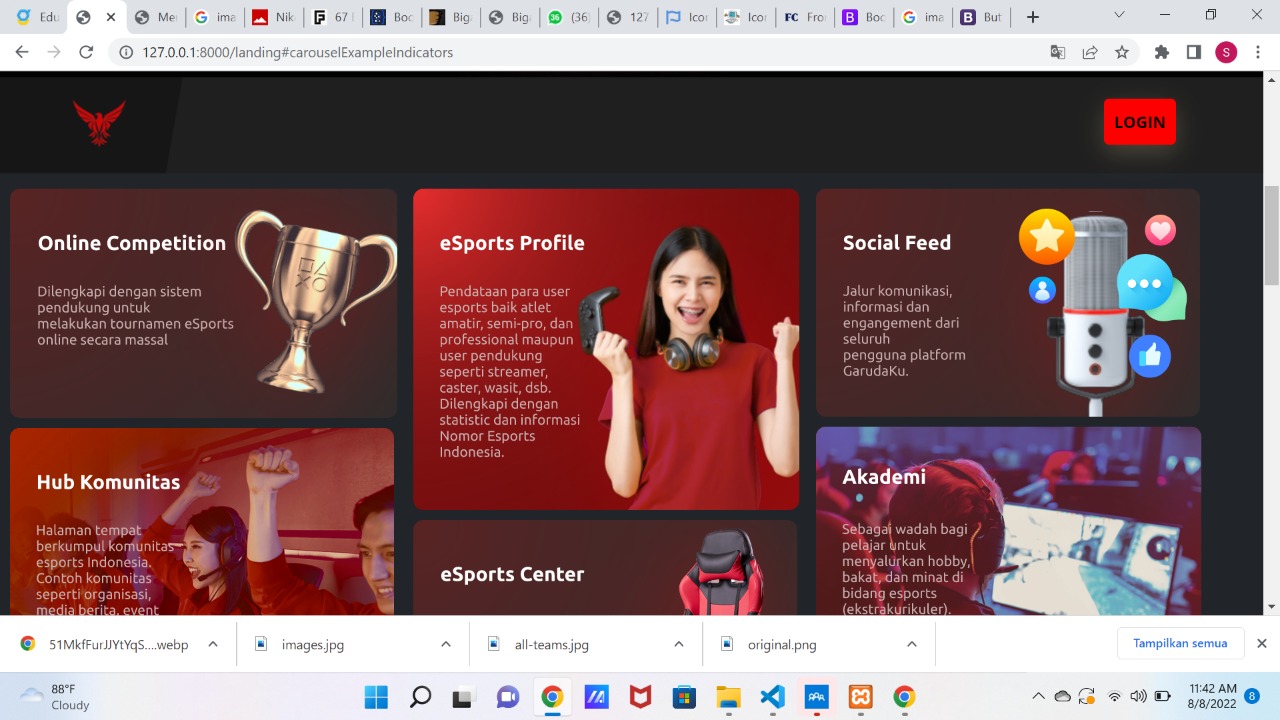 Edu
Me
ima
Nik
67 I
Boc
Big
Big
(36)
127
Icor
Icor
Fro
Boc
ima
But
127.0.0.1:8000/landing#carouselExampleIndicators
S
LOGIN
Online Competition
Dilengkapi dengan sistem
pendukung untuk
melakukan tournamen eSports
online secara massal
eSports Profile
Pendataan para user
esports baik atlet
amatir, semi-pro, dan
professional maupun
user pendukung
seperti streamer,
caster, wasit, dsb.
Dilengkapi dengan
statistic dan informasi
Nomor Esports
Indonesia.
Social Feed
Jalur komunikasi,
informasi dan
engangement dari
seluruh
pengguna platform
GarudaKu.
Hub Komunitas
Halaman tempat
berkumpul komunitas
esports Indonesia.
Contoh komunitas
seperti organisasi,
media berita, event
eSports Center
Akademi
Sebagai wadah bagi
pelajar untuk
menyalurkan hobby,
bakat, dan minat di
bidang esports
(ekstrakurikuler).
51MkfFurJJYtYqS....webp
images.jpg
all-teams.jpg
original.png
Tampilkan semua
88°F
Cloudy
11:42 AM
8/8/2022
8